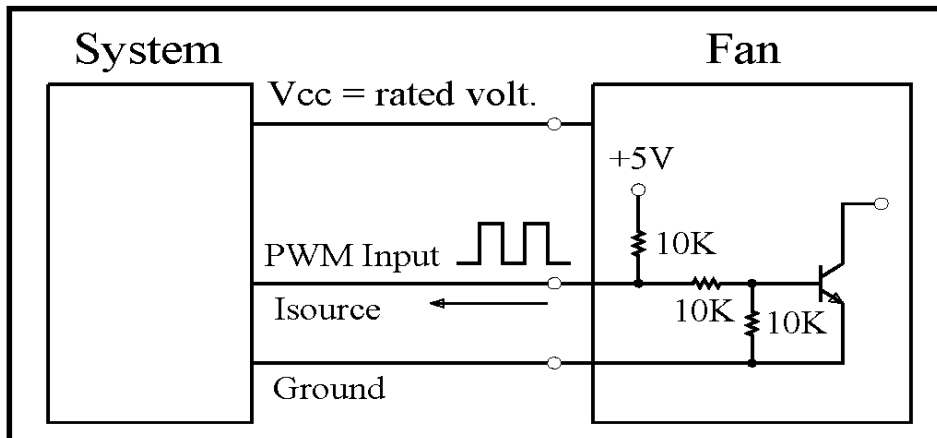 System
Fan
Vcc = rated volt.
+5V
10K
PWM Input
Isource
10K
10K
Ground